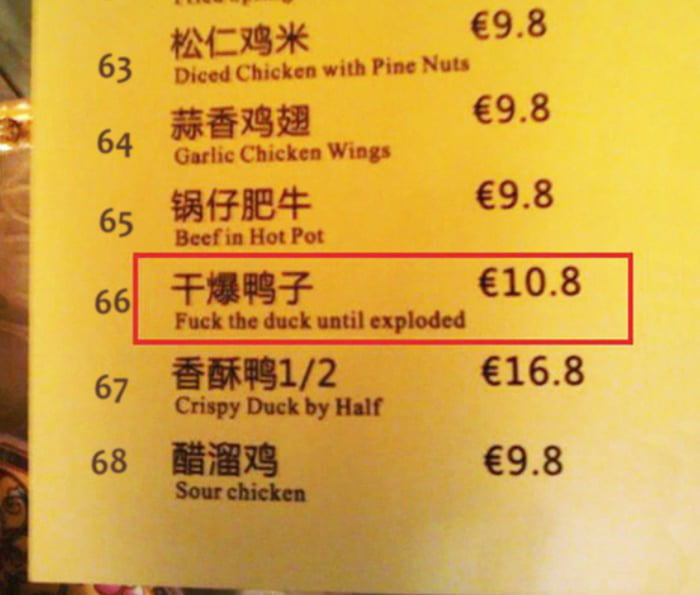 63 松仁鸡米 €9.8
Diced Chicken with Pine Nuts
64 蒜香鸡翅 €9.8
Garlic Chicken Wings
65 锅仔肥牛 €9.8
Beef in Hot Pot
66 干爆鸭子 €10.8
Fuck the duck until exploded
67 香酥鸭1/2 €16.8
Crispy Duck by Half
68 醋溜鸡 €9.8
Sour chicken